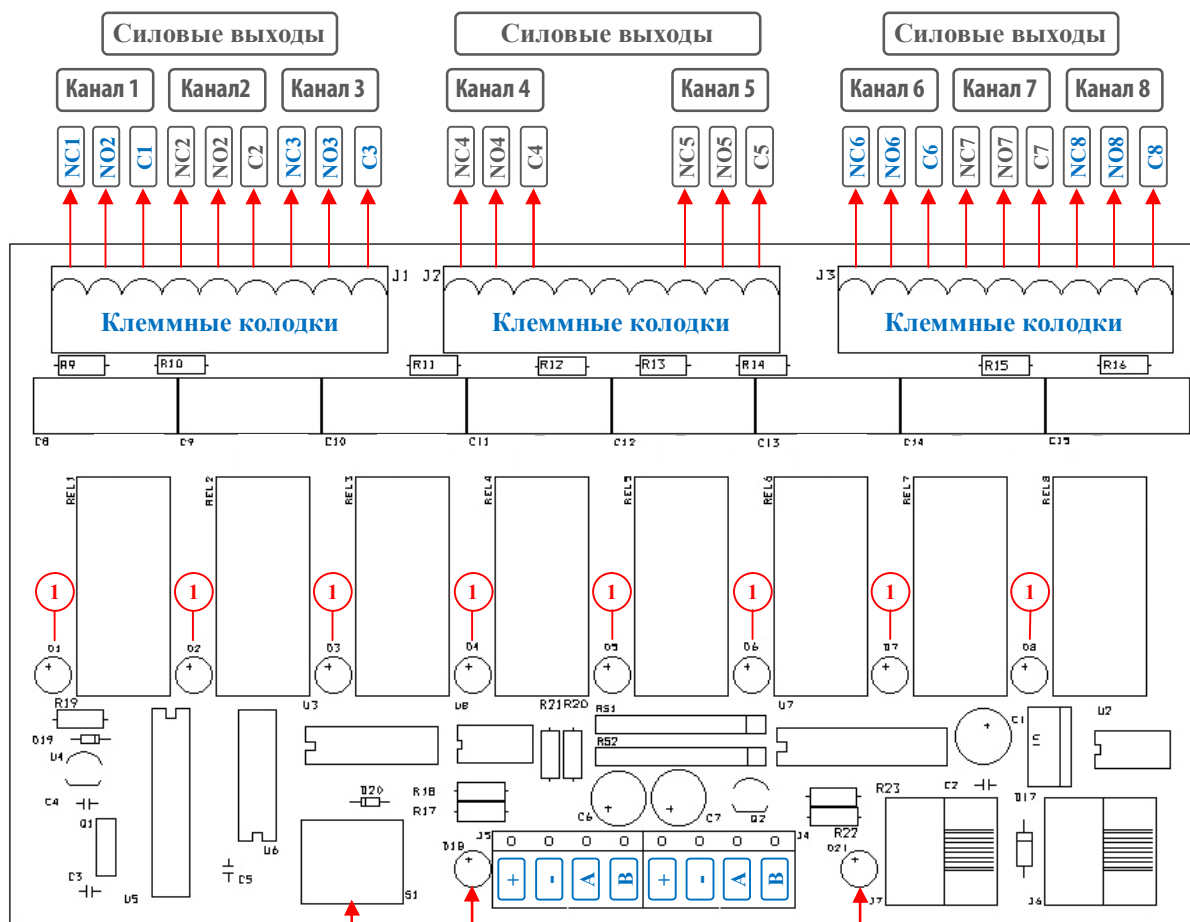 Силовые выходы Силовые выходы Силовые выходы
Канал 1 Канал2 Канал 3 Канал 4 Канал 5 Канал 6 Канал 7 Канал 8
NC1 NO2 C1 NC2 NO2 C2 NC3 NO3 C3 NC4 NO4 C4 NC5 NO5 C5 NC6 NO6 C6 NC7 NO7 C7 NC8 NO8 C8
J1 J2 J3
Клеммные колодки Клеммные колодки Клеммные колодки
R9 R10 R11 R12 R13 R14 R15 R16
C8 C9 C10 C11 C12 C13 C14 C15
REL1 REL2 REL3 REL4 REL5 REL6 REL7 REL8
1 1 1 1 1 1 1 1
D1 D2 D3 D4 D5 D6 D7 D8
+ + + + + + + +
R19 U3 U8 R21 R20 RS1 U7 C1 U2
D19 RS2 U1
U4
C4 D20 R18 C2 R23 D17
Q1 R17 C6 C7 Q2
U6 J5 J4 R22
C3 C5 D18 D21
+ - A B + - A B
U5 S1 J7 J6